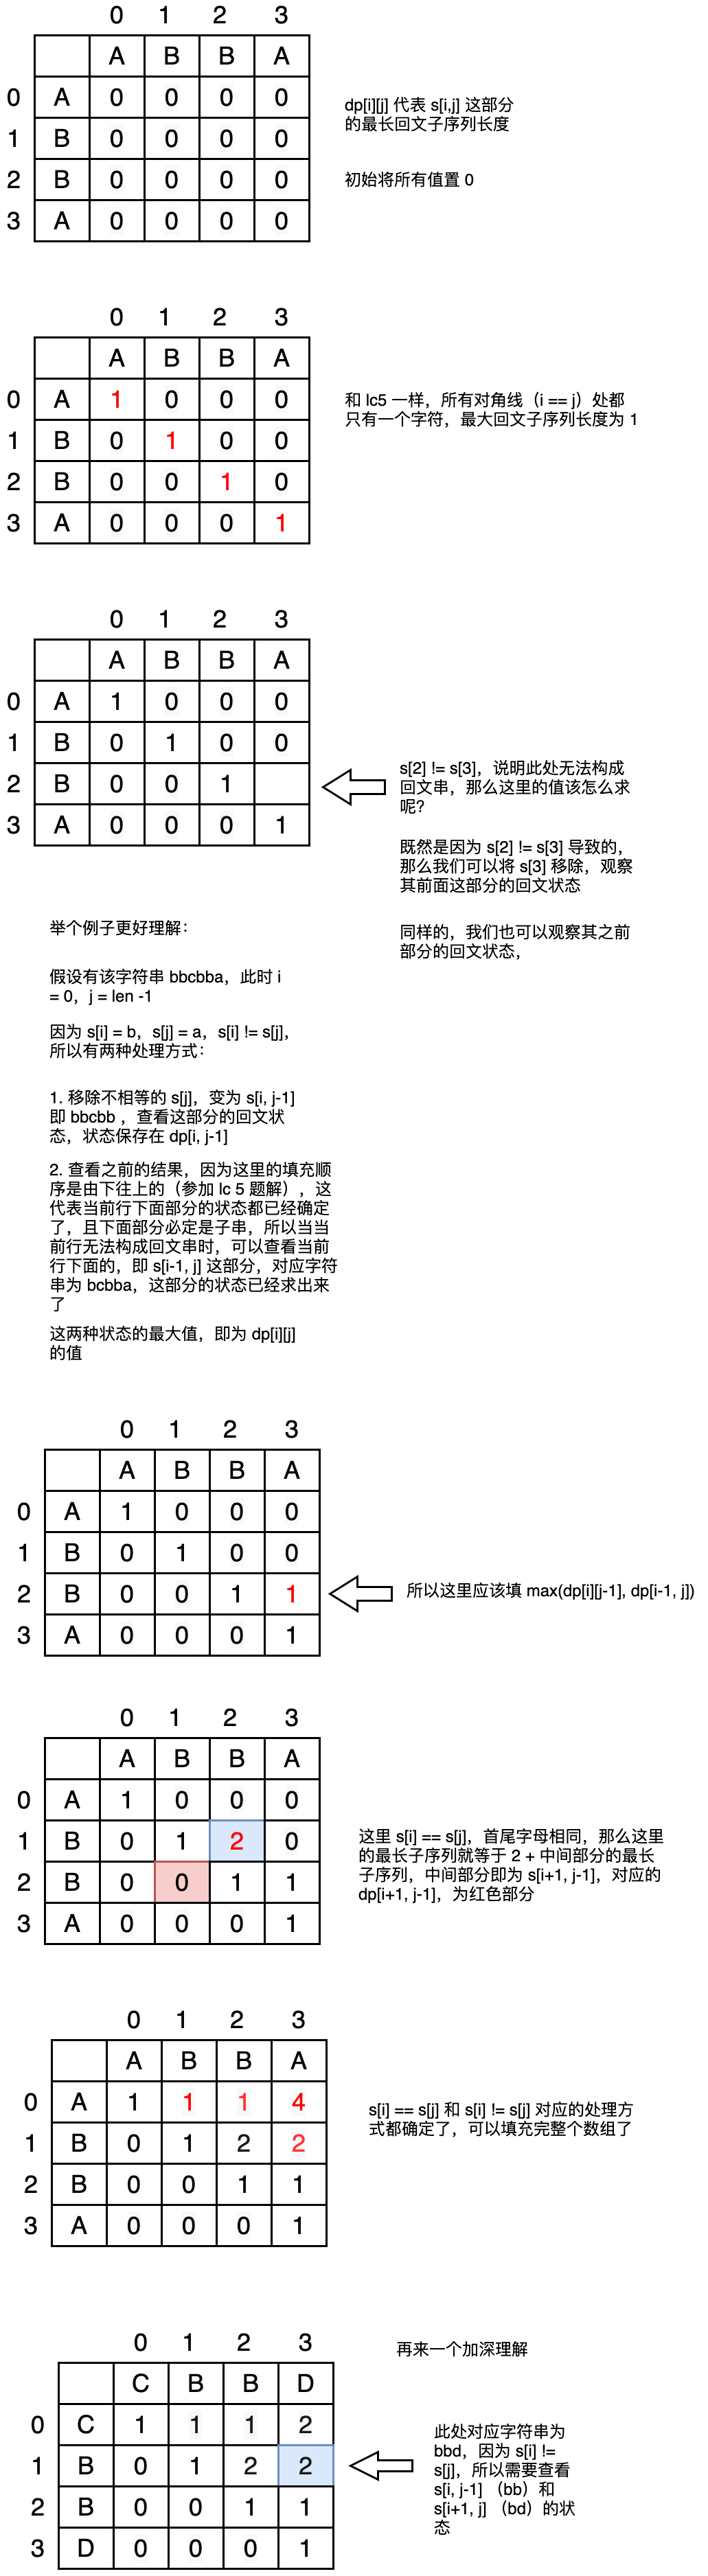 0 1 2 3
A B B A
0 A 0 0 0 0
1 B 0 0 0 0
2 B 0 0 0 0
3 A 0 0 0 0
dp[i][j] 代表 s[i,j] 这部分
的最长回文子序列长度
初始将所有值置 0
0 1 2 3
A B B A
0 A 1 0 0 0
1 B 0 1 0 0
2 B 0 0 1 0
3 A 0 0 0 1
和 lc5 一样，所有对角线（i == j）处都
只有一个字符，最大回文子序列长度为 1
0 1 2 3
A B B A
0 A 1 0 0 0
1 B 0 1 0 0
2 B 0 0 1
3 A 0 0 0 1
s[2] != s[3]，说明此处无法构成
回文串，那么这里的值该怎么求
呢？
既然是因为 s[2] != s[3] 导致的，
那么我们可以将 s[3] 移除，观察
其前面这部分的回文状态
同样的，我们也可以观察其之前
部分的回文状态，
举个例子更好理解：
假设有该字符串 bbcbba，此时 i
= 0，j = len -1
因为 s[i] = b，s[j] = a，s[i] != s[j]，
所以有两种处理方式：
1. 移除不相等的 s[j]，变为 s[i, j-1]
即 bbcbb ，查看这部分的回文状
态，状态保存在 dp[i, j-1]
2. 查看之前的结果，因为这里的填充顺
序是由下往上的（参加 lc 5 题解），这
代表当前行下面部分的状态都已经确定
了，且下面部分必定是子串，所以当当
前行无法构成回文串时，可以查看当前
行下面的，即 s[i-1, j] 这部分，对应字符
串为 bcbba，这部分的状态已经求出来
了
这两种状态的最大值，即为 dp[i][j]
的值
0 1 2 3
A B B A
0 A 1 0 0 0
1 B 0 1 0 0
2 B 0 0 1 1
3 A 0 0 0 1
所以这里应该填 max(dp[i][j-1], dp[i-1, j])
0 1 2 3
A B B A
0 A 1 0 0 0
1 B 0 1 2 0
2 B 0 0 1 1
3 A 0 0 0 1
这里 s[i] == s[j]，首尾字母相同，那么这里
的最长子序列就等于 2 + 中间部分的最长
子序列，中间部分即为 s[i+1, j-1]，对应的
dp[i+1, j-1]，为红色部分
0 1 2 3
A B B A
0 A 1 1 1 4
1 B 0 1 2 2
2 B 0 0 1 1
3 A 0 0 0 1
s[i] == s[j] 和 s[i] != s[j] 对应的处理方
式都确定了，可以填充完整个数组了
再来一个加深理解
0 1 2 3
C B B D
0 C 1 1 1 2
1 B 0 1 2 2
2 B 0 0 1 1
3 D 0 0 0 1
此处对应字符串为
bbd，因为 s[i] !=
s[j]，所以需要查看
s[i, j-1] （bb）和
s[i+1, j] （bd）的状
态